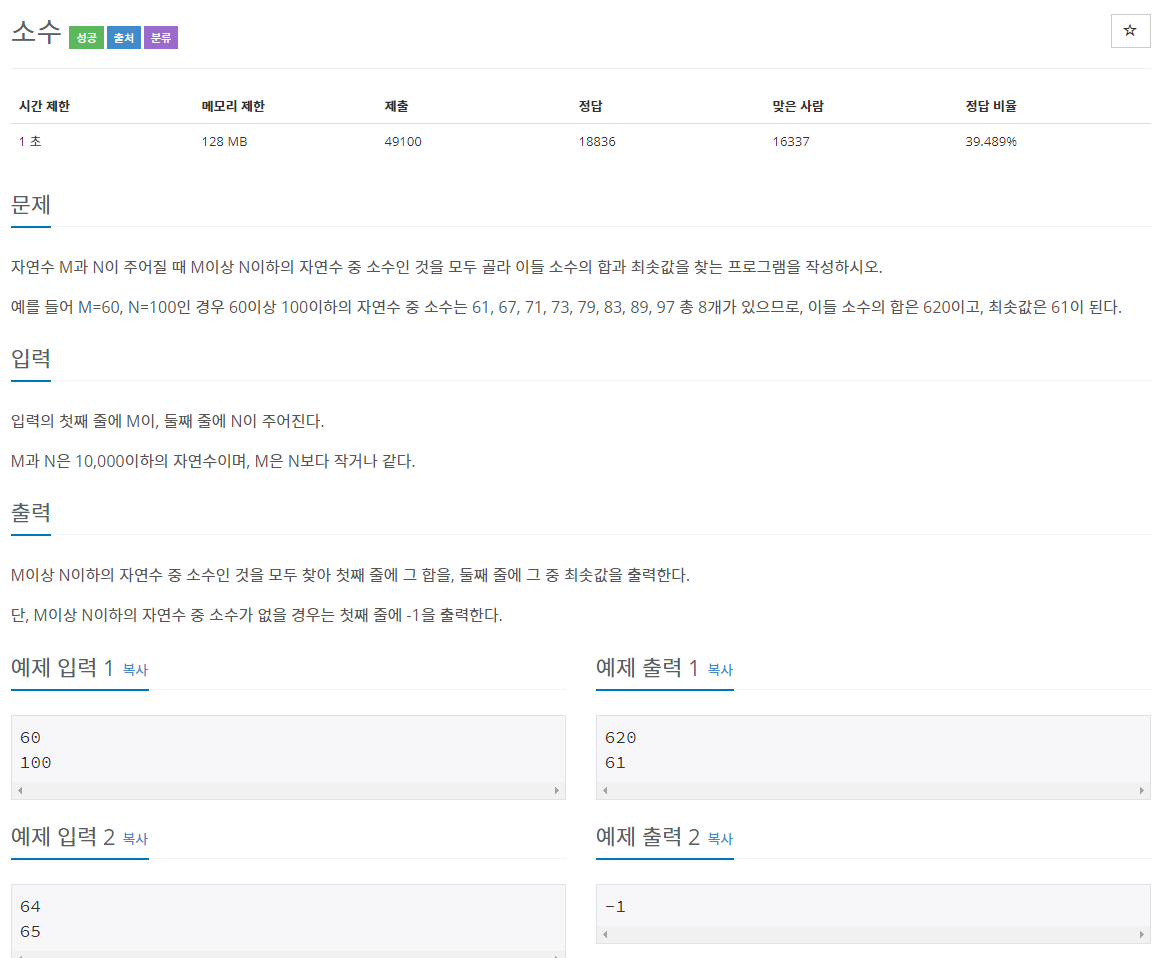 소수 성공 출처 분류
☆
시간 제한 메모리 제한 제출 정답 맞은 사람 정답 비율
1 초 128 MB 49100 18836 16337 39.489%
문제
자연수 M과 N이 주어질 때 M이상 N이하의 자연수 중 소수인 것을 모두 골라 이들 소수의 합과 최솟값을 찾는 프로그램을 작성하시오.
예를 들어 M=60, N=100인 경우 60이상 100이하의 자연수 중 소수는 61, 67, 71, 73, 79, 83, 89, 97 총 8개가 있으므로, 이들 소수의 합은 620이고, 최솟값은 61이 된다.
입력
입력의 첫째 줄에 M이, 둘째 줄에 N이 주어진다.
M과 N은 10,000이하의 자연수이며, M은 N보다 작거나 같다.
출력
M이상 N이하의 자연수 중 소수인 것을 모두 찾아 첫째 줄에 그 합을, 둘째 줄에 그 중 최솟값을 출력한다.
단, M이상 N이하의 자연수 중 소수가 없을 경우는 첫째 줄에 -1을 출력한다.
예제 입력 1 복사
60
100
예제 출력 1 복사
620
61
예제 입력 2 복사
64
65
예제 출력 2 복사
-1